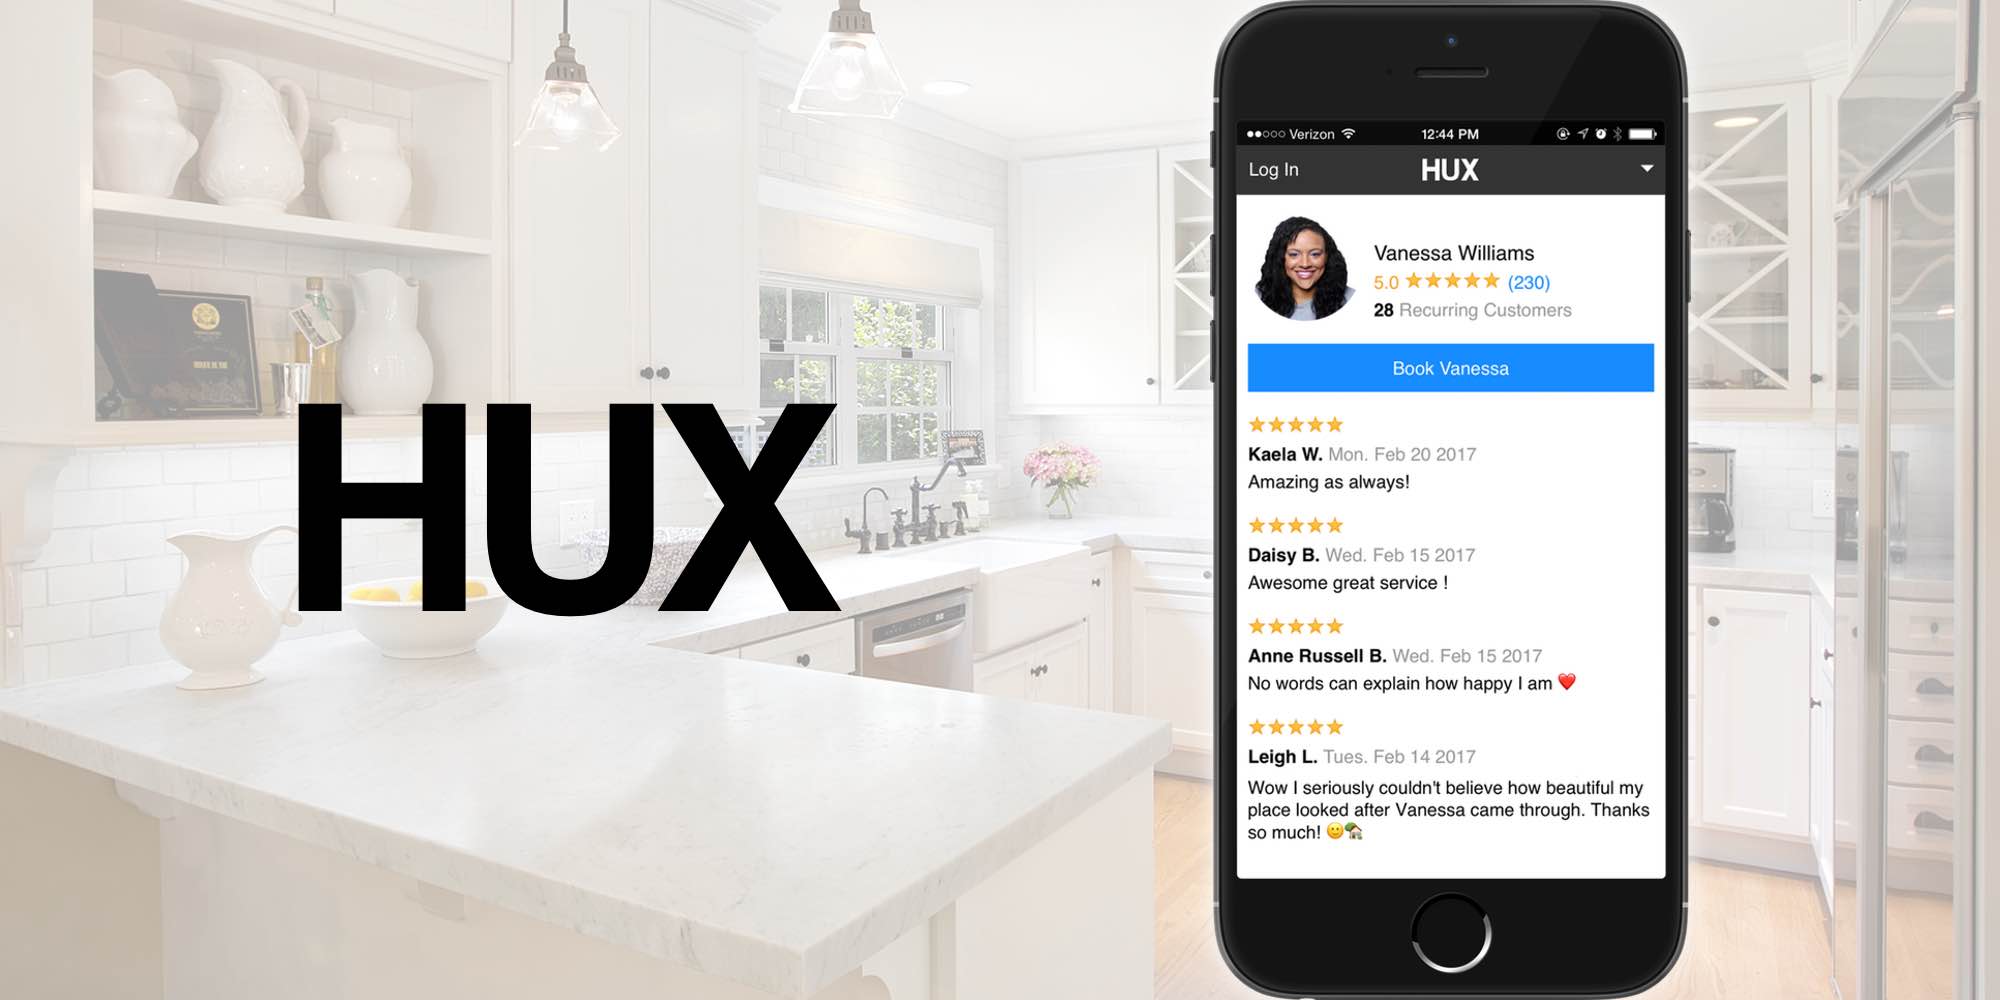 HUX
Verizon 12:44 PM
Log In HUX
Vanessa Williams
5.0 ★★★★★ (230)
28 Recurring Customers
Book Vanessa
★★★★★
Kaela W. Mon. Feb 20 2017
Amazing as always!
★★★★★
Daisy B. Wed. Feb 15 2017
Awesome great service !
★★★★★
Anne Russell B. Wed. Feb 15 2017
No words can explain how happy I am ❤️
★★★★★
Leigh L. Tues. Feb 14 2017
Wow I seriously couldn't believe how beautiful my
place looked after Vanessa came through. Thanks
so much! 🙂🏡